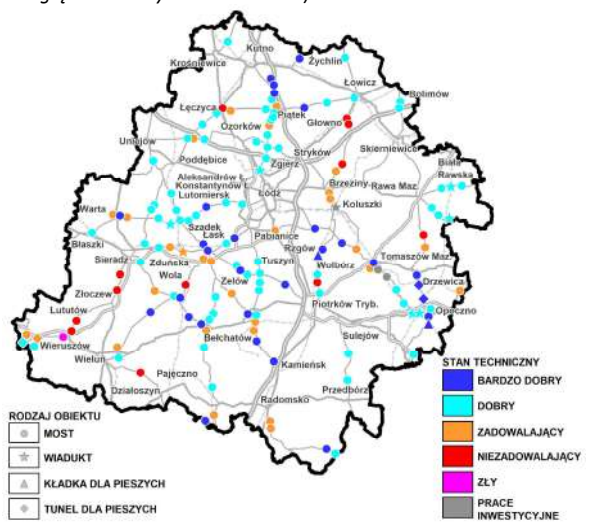 Kutno
Żychlin
Krośniewice
Łowicz
Bolimów
Łęczyca
Piątek
Głowno
Ozorków
Uniejów
Stryków
Skierniewice
Poddębice
Zgierz
Biała
Rawska
Aleksandrów Ł
Konstantynów Ł
Lutomiersk
Brzeziny
Rawa Maz.
Łódź
Koluszki
Warta
Szadek
Łask
Pabianice
Rzgów
Błaszki
Sieradz
Zduńska
Wola
Tuszyn
Wolbórz
Tomaszów Maz.
Złoczew
Zelów
Drzewica
Piotrków Tryb.
Opoczno
Lututów
Wieruszów
Bełchatów
Sulejów
Wieluń
Kamieńsk
Pajęczno
Działoszyn
Radomsko
Przedbórz
RODZAJ OBIEKTU
MOST
WIADUKT
KŁADKA DLA PIESZYCH
TUNEL DLA PIESZYCH
STAN TECHNICZNY
BARDZO DOBRY
DOBRY
ZADOWALAJĄCY
NIEZADOWALAJĄCY
ZŁY
PRACE
INWESTYCYJNE